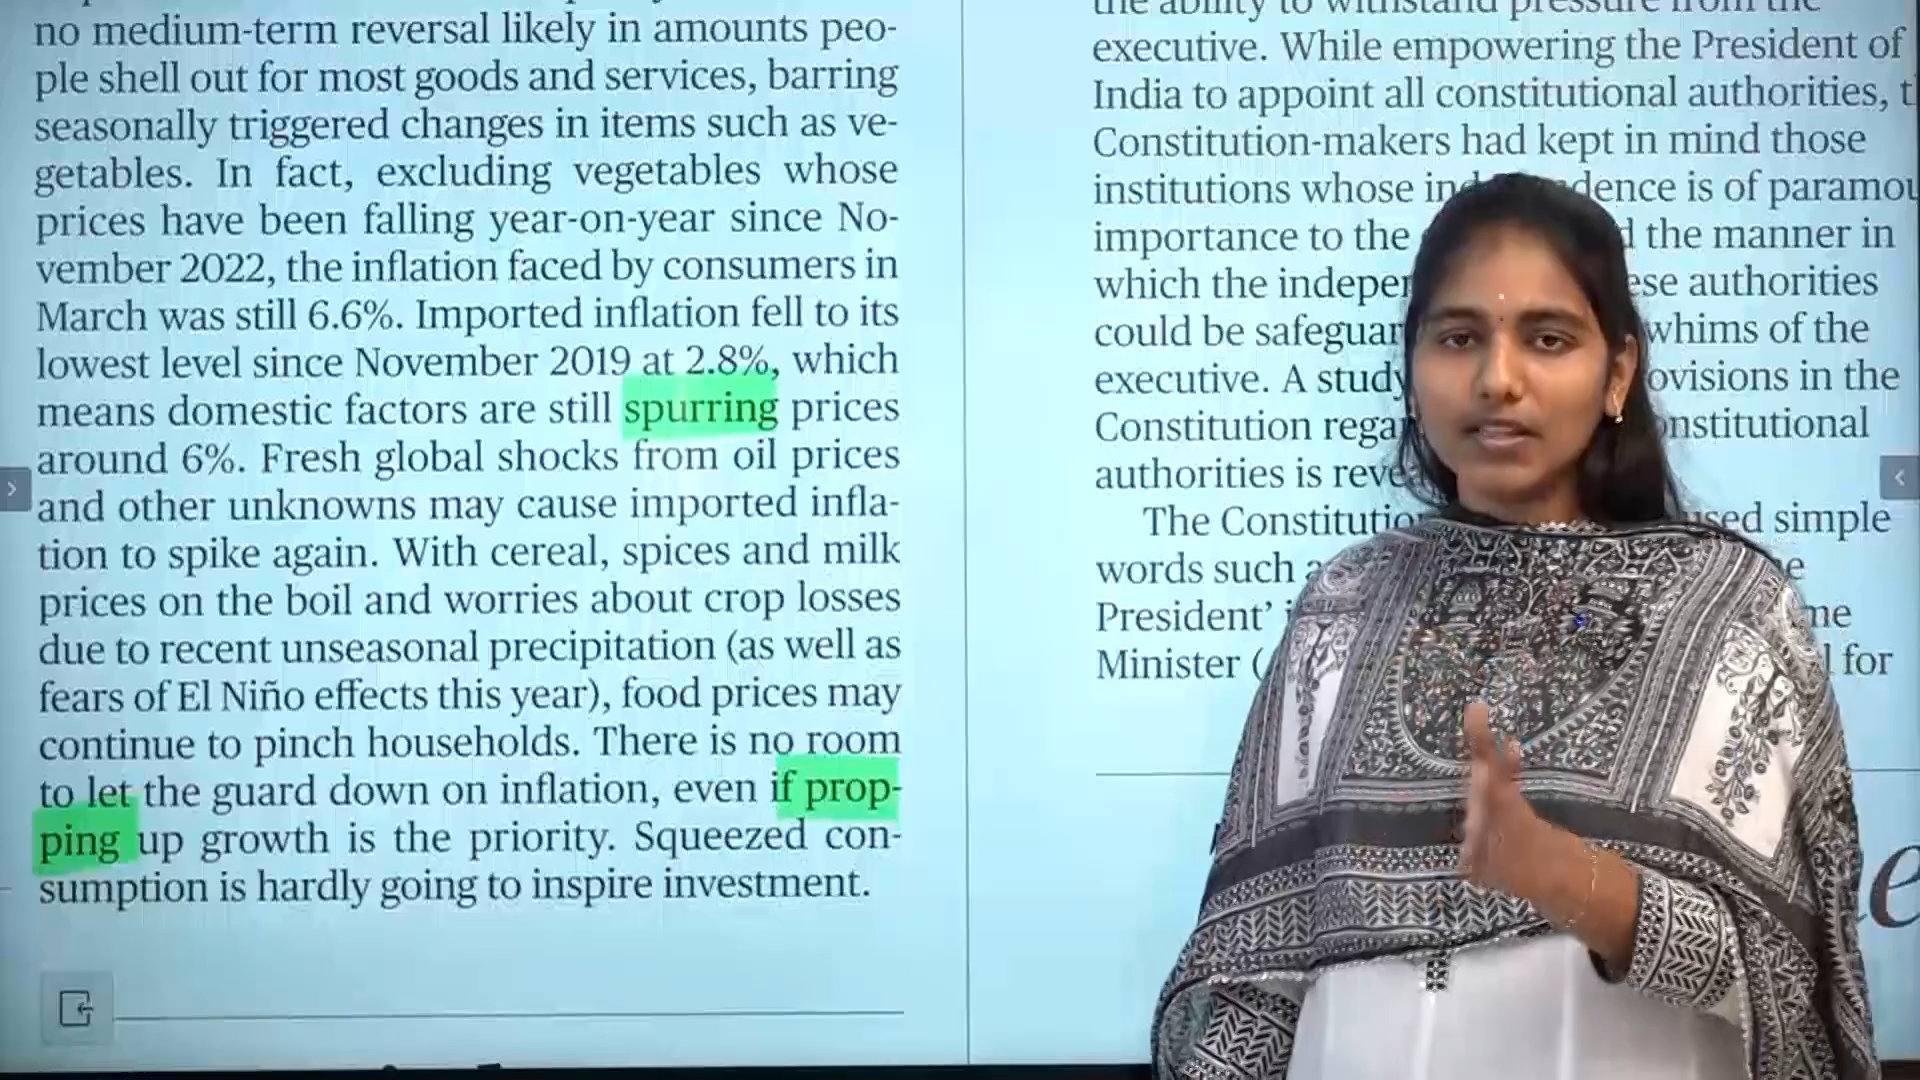 no medium-term reversal likely in amounts peo-
ple shell out for most goods and services, barring
seasonally triggered changes in items such as ve-
getables. In fact, excluding vegetables whose
prices have been falling year-on-year since No-
vember 2022, the inflation faced by consumers in
March was still 6.6%. Imported inflation fell to its
lowest level since November 2019 at 2.8%, which
means domestic factors are still spurring prices
around 6%. Fresh global shocks from oil prices
and other unknowns may cause imported infla-
tion to spike again. With cereal, spices and milk
prices on the boil and worries about crop losses
due to recent unseasonal precipitation (as well as
fears of El Niño effects this year), food prices may
continue to pinch households. There is no room
to let the guard down on inflation, even if prop-
ping up growth is the priority. Squeezed con-
sumption is hardly going to inspire investment.
the ability to withstand pressure from the
executive. While empowering the President of
India to appoint all constitutional authorities,
Constitution-makers had kept in mind those
institutions whose is of
importance to the the manner in
which the authorities
could be whims of the
executive. A study in the
Constitution
authorities is
The simple
words such
President'
Minister ( for